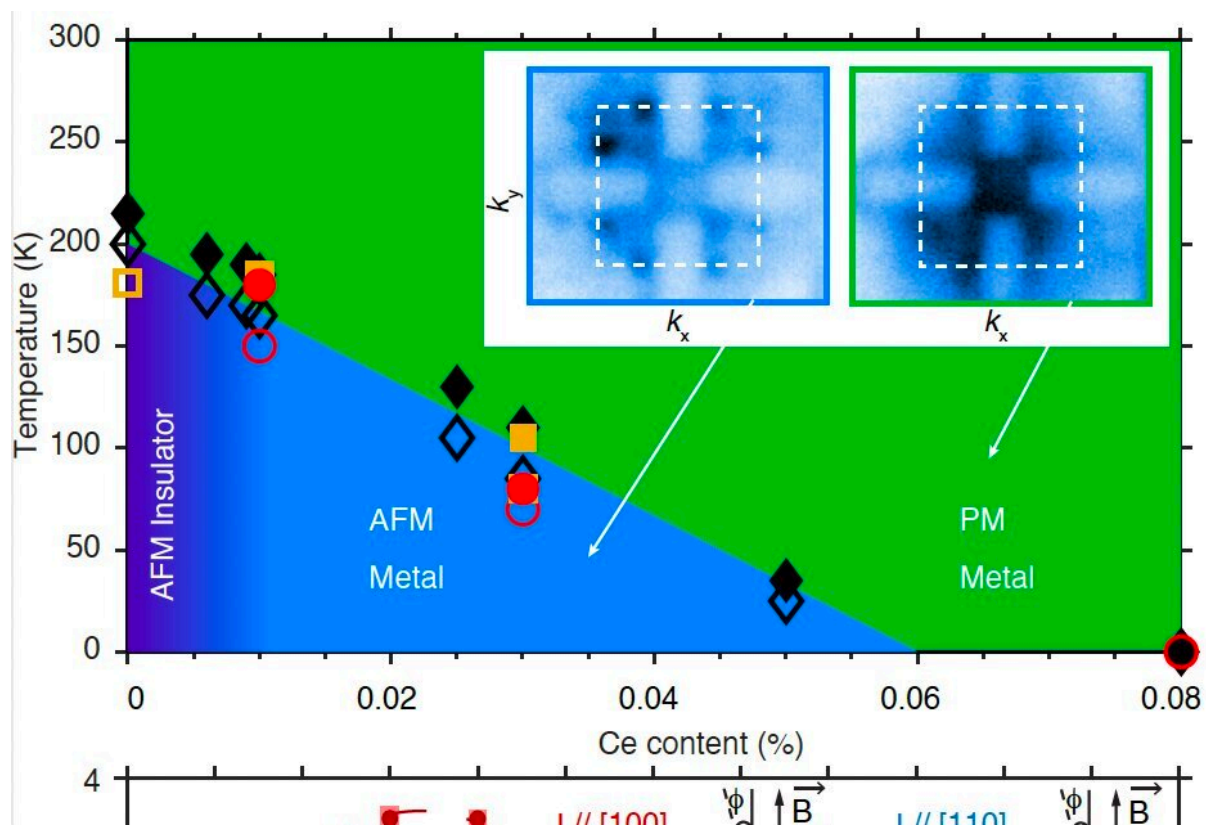 300
250
200
150
100
50
0
Temperature (K)
k_y
k_x
k_x
AFM Insulator
AFM
Metal
PM
Metal
0
0.02
0.04
0.06
0.08
Ce content (%)
4
ϕ
B
ϕ
B